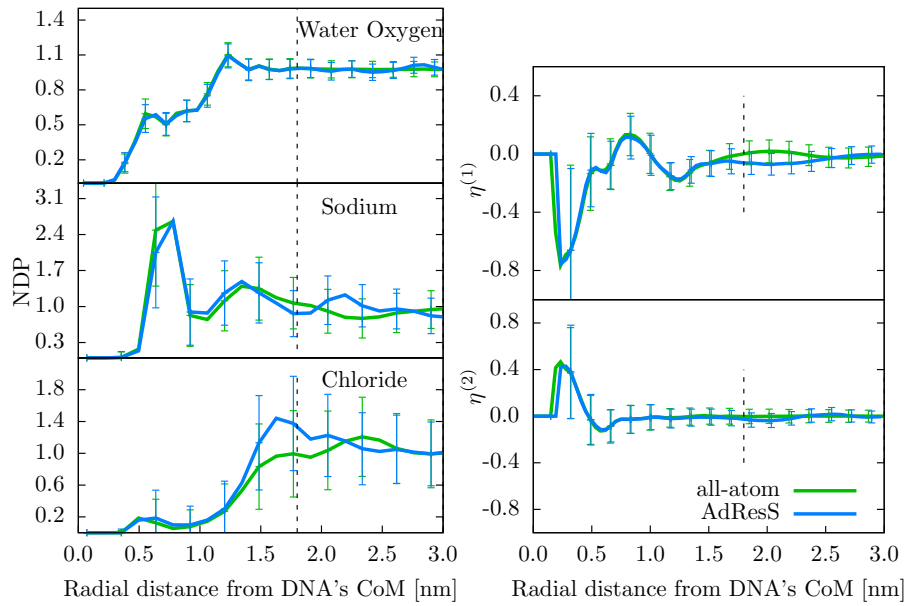 1.4
1.1
0.8
0.5
0.2
Water Oxygen
3.1
2.4
1.7
1.0
0.3
Sodium
NDP
1.8
1.4
1.0
0.6
0.2
Chloride
0.0 0.5 1.0 1.5 2.0 2.5 3.0
Radial distance from DNA's CoM [nm]
0.4
0.0
-0.4
-0.8
η(1)
0.8
0.4
0.0
-0.4
-0.8
η(2)
all-atom
AdResS
0.0 0.5 1.0 1.5 2.0 2.5 3.0
Radial distance from DNA's CoM [nm]